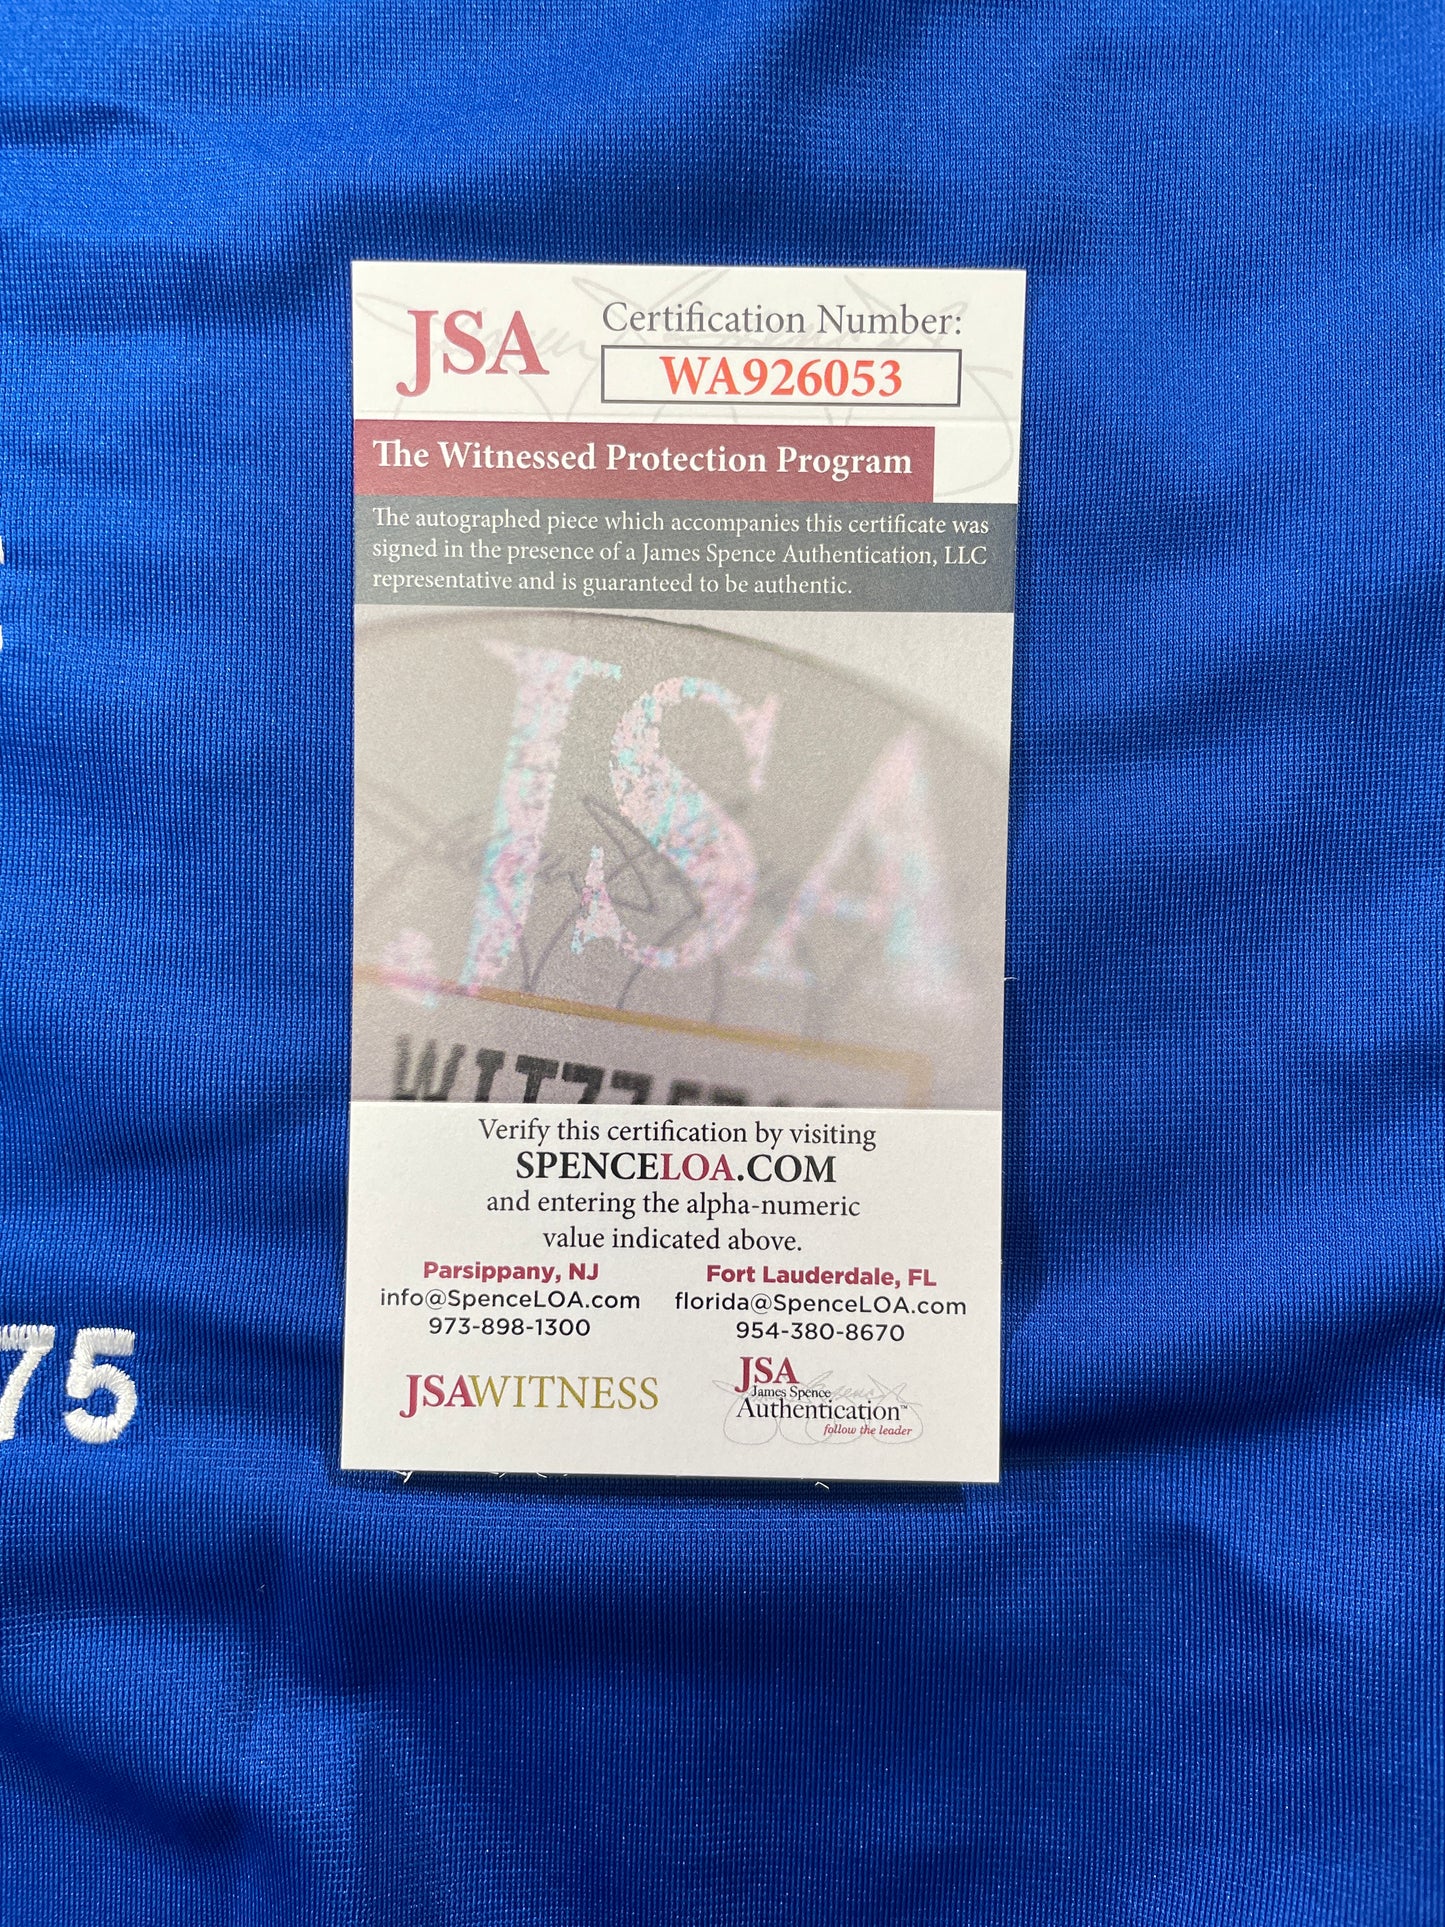 JSA
Certification Number:
WA926053
The Witnessed Protection Program
The autographed piece which accompanies this certificate was
signed in the presence of a James Spence Authentication, LLC
representative and is guaranteed to be authentic.
JSA
Verify this certification by visiting
SPENCELOA.COM
and entering the alpha-numeric
value indicated above.
Parsippany, NJ
info@SpenceLOA.com
973-898-1300
Fort Lauderdale, FL
florida@SpenceLOA.com
954-380-8670
75
JSAWITNESS
JSA
James Spence
Authentication™
follow the leader